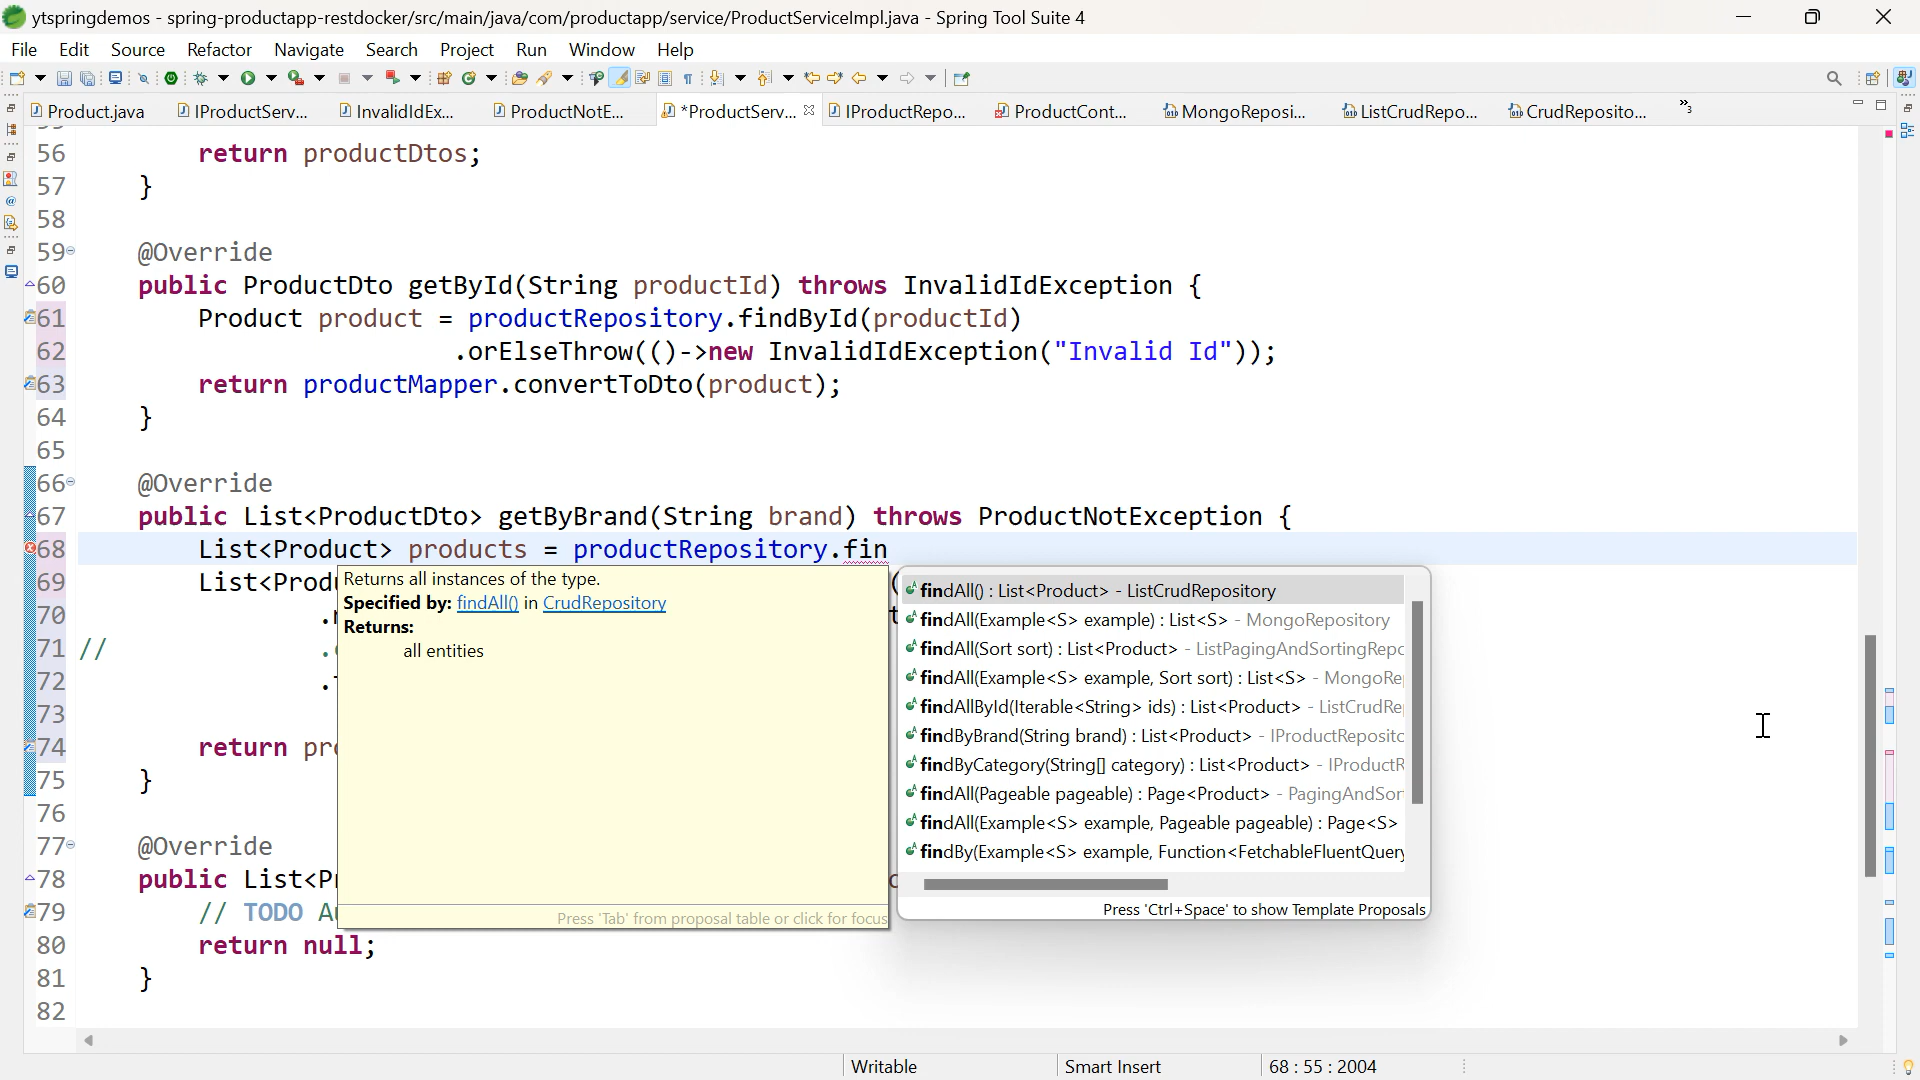 ytspringdemos - spring-productapp-restdocker/src/main/java/com/productapp/service/ProductServiceImpl.java - Spring Tool Suite 4
File Edit Source Refactor Navigate Search Project Run Window Help
Product.java IProductServ... InvalidIdEx... ProductNotE... *ProductServ... IProductRepo... ProductCont... MongoReposi... ListCrudRepo... CrudReposito... »3
56 return productDtos;
57 }
58
59 @Override
60 public ProductDto getById(String productId) throws InvalidIdException {
61 Product product = productRepository.findById(productId)
62 .orElseThrow(()->new InvalidIdException("Invalid Id"));
63 return productMapper.convertToDto(product);
64 }
65
66 @Override
67 public List<ProductDto> getByBrand(String brand) throws ProductNotException {
68 List<Product> products = productRepository.fin
69 List<Prod
70
71 //
72
73
74 return pr
75 }
76
77 @Override
78 public List<P
79 // TODO A
80 return null;
81 }
82
Returns all instances of the type.
Specified by: findAll() in CrudRepository
Returns:
all entities
Press 'Tab' from proposal table or click for focus
findAll() : List<Product> - ListCrudRepository
findAll(Example<S> example) : List<S> - MongoRepository
findAll(Sort sort) : List<Product> - ListPagingAndSortingRepo
findAll(Example<S> example, Sort sort) : List<S> - MongoRe
findAllById(Iterable<String> ids) : List<Product> - ListCrudRe
findByBrand(String brand) : List<Product> - IProductReposito
findByCategory(String[] category) : List<Product> - IProductR
findAll(Pageable pageable) : Page<Product> - PagingAndSor
findAll(Example<S> example, Pageable pageable) : Page<S>
findBy(Example<S> example, Function<FetchableFluentQuery
Press 'Ctrl+Space' to show Template Proposals
Writable Smart Insert 68 : 55 : 2004